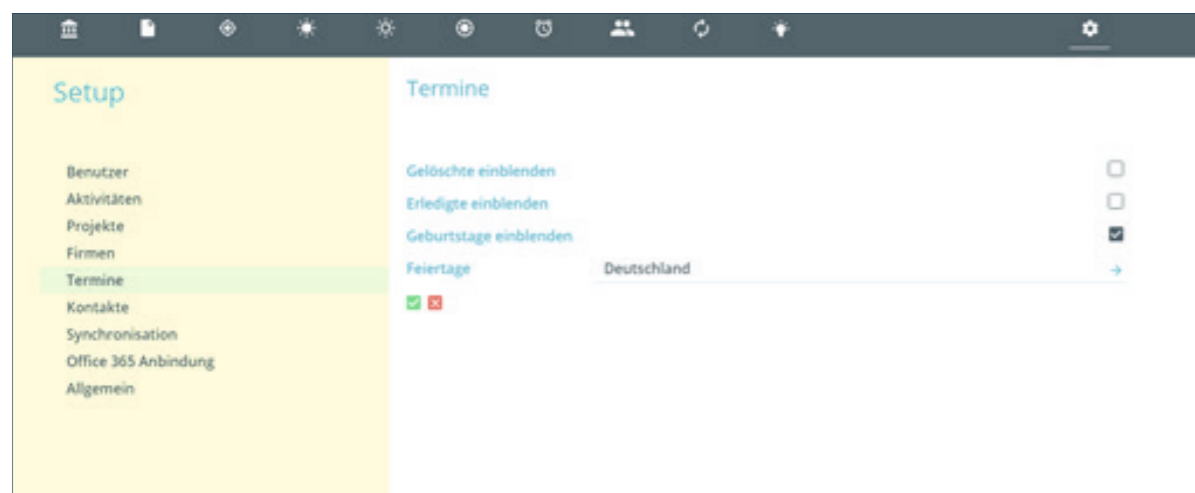 Setup
Benutzer
Aktivitäten
Projekte
Firmen
Termine
Kontakte
Synchronisation
Office 365 Anbindung
Allgemein
Termine
Gelöschte einblenden
Erledigte einblenden
Geburtstage einblenden
Feiertage Deutschland